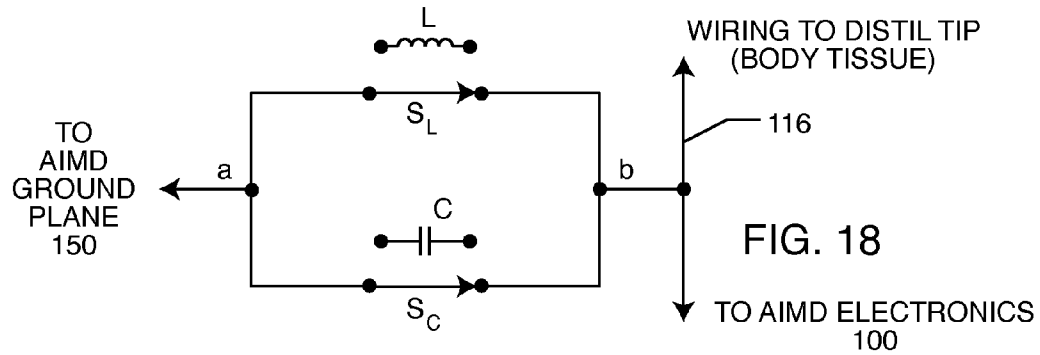 L
WIRING TO DISTIL TIP
(BODY TISSUE)
S_L
116
TO
AIMD
GROUND
PLANE
150
a
b
C
FIG. 18
S_C
TO AIMD ELECTRONICS
100